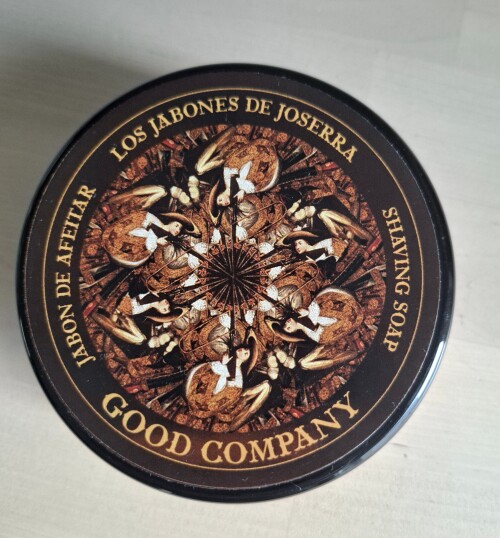 LOS JABONES DE JOSERRA
JABON DE AFEITAR
SHAVING SOAP
GOOD COMPANY